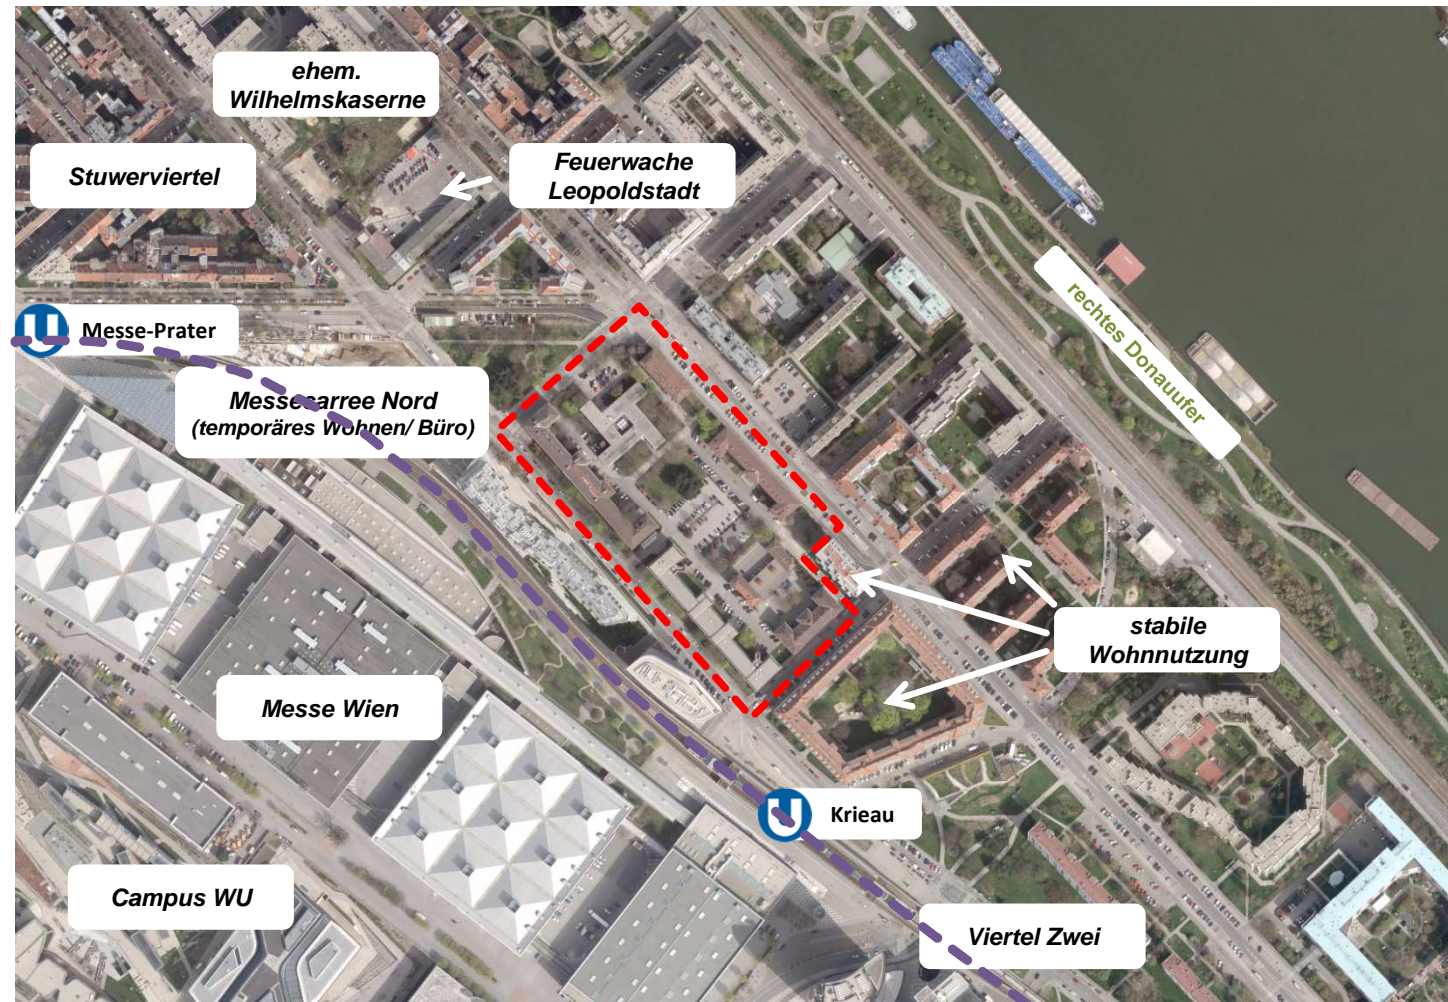 ehem.
Wilhelmskaserne
Stuwerviertel
Feuerwache
Leopoldstadt
rechtes Donauufer
U Messe-Prater
Messecarree Nord
(temporäres Wohnen/ Büro)
stabile
Wohnnutzung
Messe Wien
U Krieau
Campus WU
Viertel Zwei